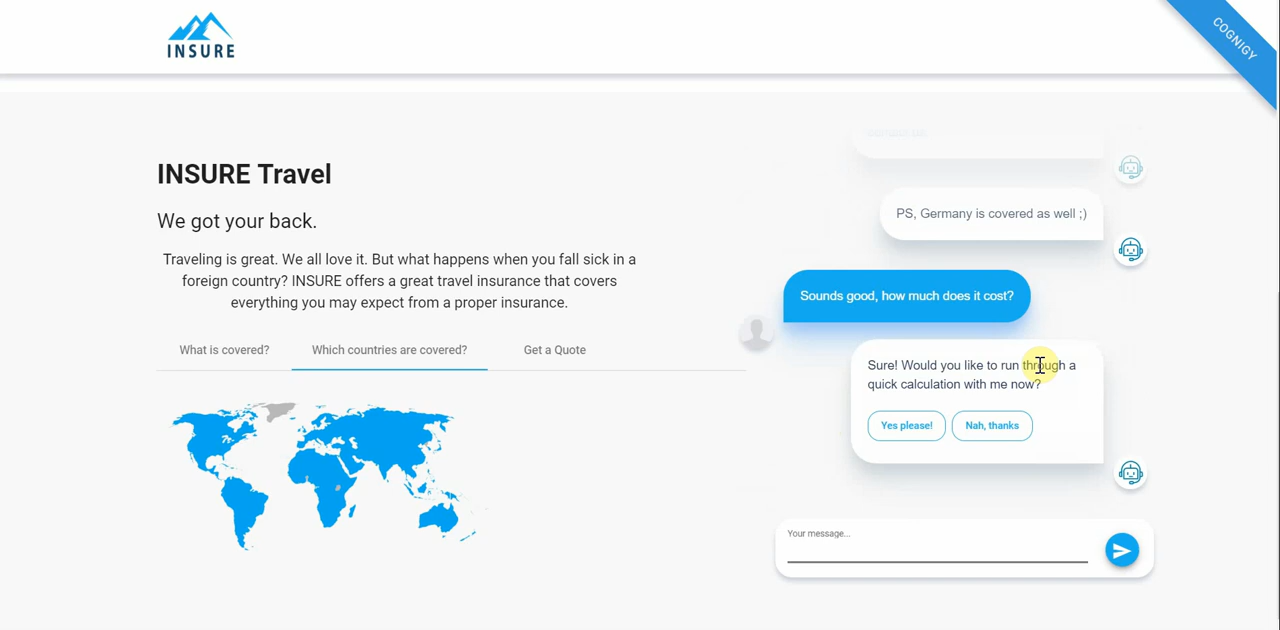 INSURE
COGNIGY
INSURE Travel
We got your back.
Traveling is great. We all love it. But what happens when you fall sick in a
foreign country? INSURE offers a great travel insurance that covers
everything you may expect from a proper insurance.
What is covered?
Which countries are covered?
Get a Quote
PS, Germany is covered as well ;)
Sounds good, how much does it cost?
Sure! Would you like to run through a
quick calculation with me now?
Yes please!
Nah, thanks
Your message...